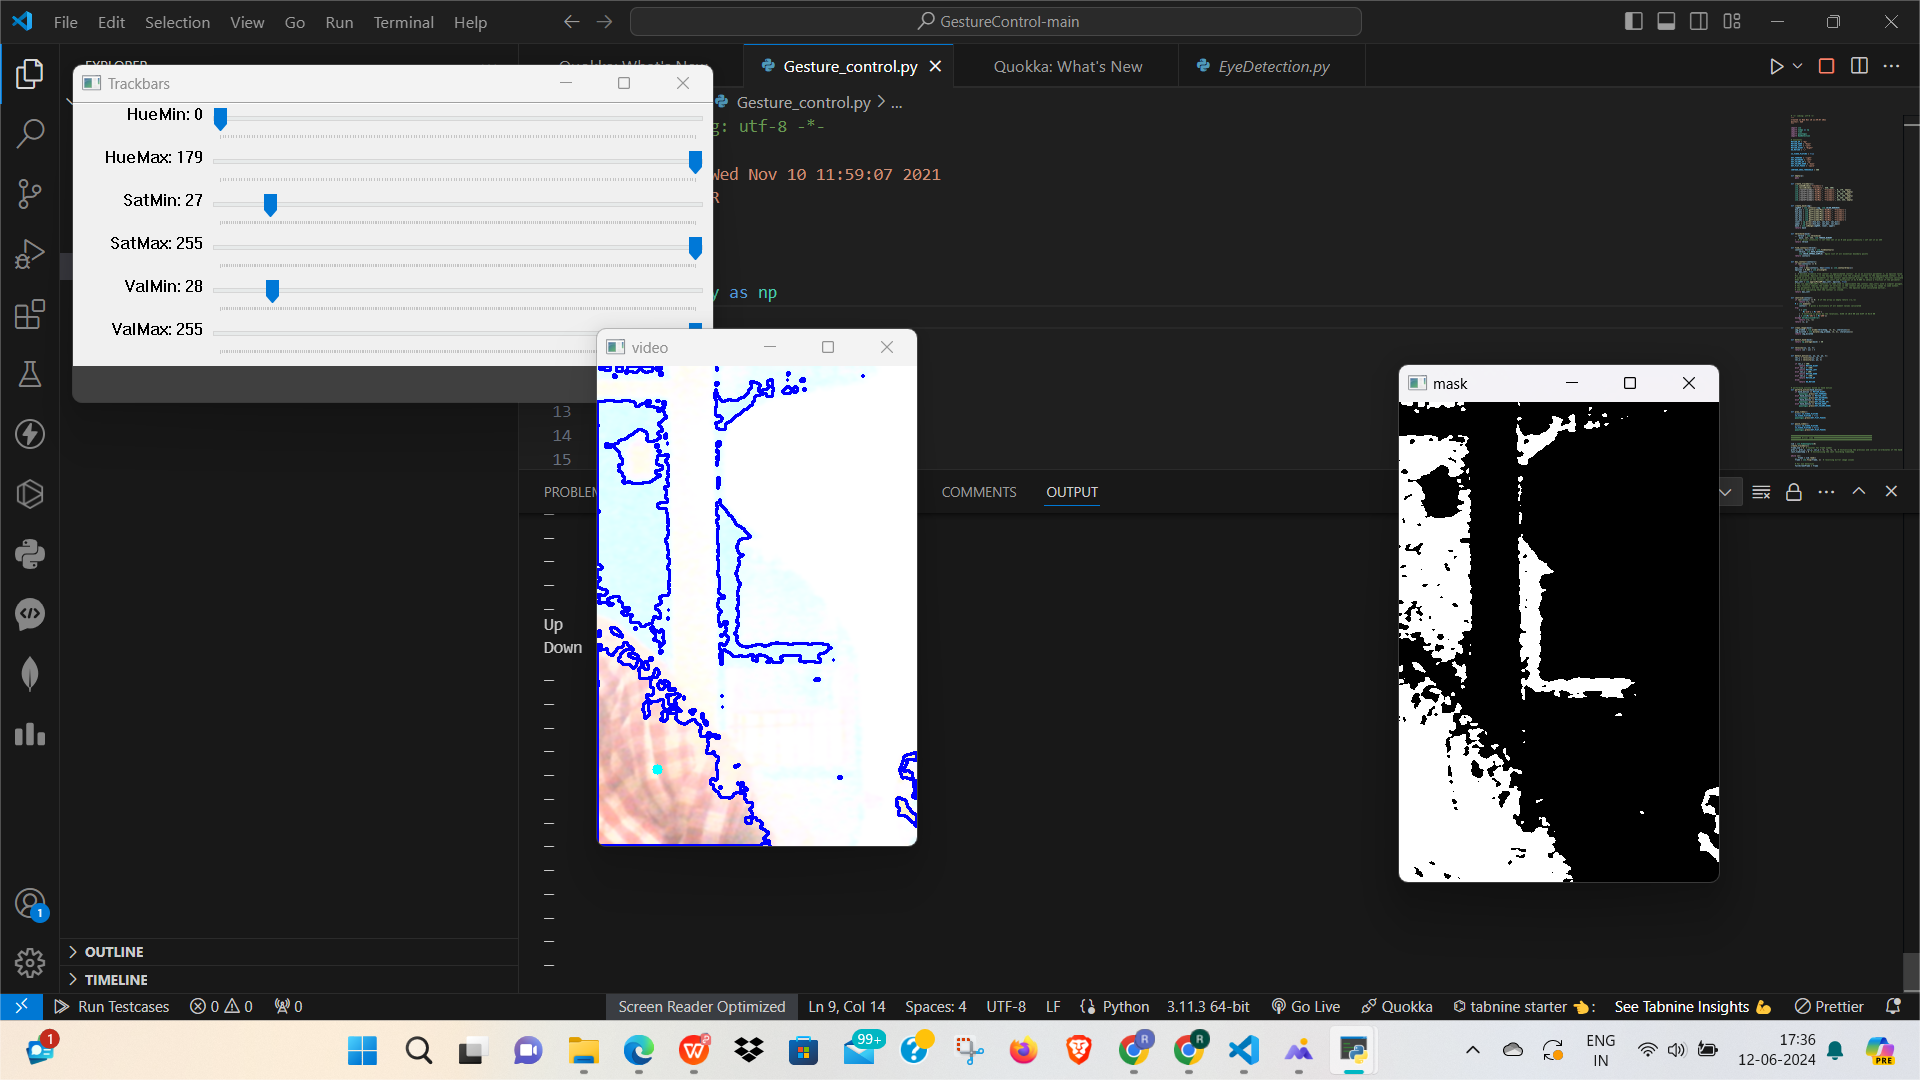 File Edit Selection View Go Run Terminal Help
GestureControl-main
Gesture_control.py
Quokka: What's New
EyeDetection.py
Trackbars
Gesture_control.py > ...
HueMin: 0
HueMax: 179
SatMin: 27
SatMax: 255
ValMin: 28
ValMax: 255
g: utf-8 -*-
Wed Nov 10 11:59:07 2021
R
y as np
video
mask
13
14
15
PROBLEM
COMMENTS
OUTPUT
Up
Down
OUTLINE
TIMELINE
1
Run Testcases
0
0
0
Screen Reader Optimized
Ln 9, Col 14
Spaces: 4
UTF-8
LF
Python
3.11.3 64-bit
Go Live
Quokka
tabnine starter
See Tabnine Insights
Prettier
1
99+
R
R
ENG
IN
17:36
12-06-2024
PRE